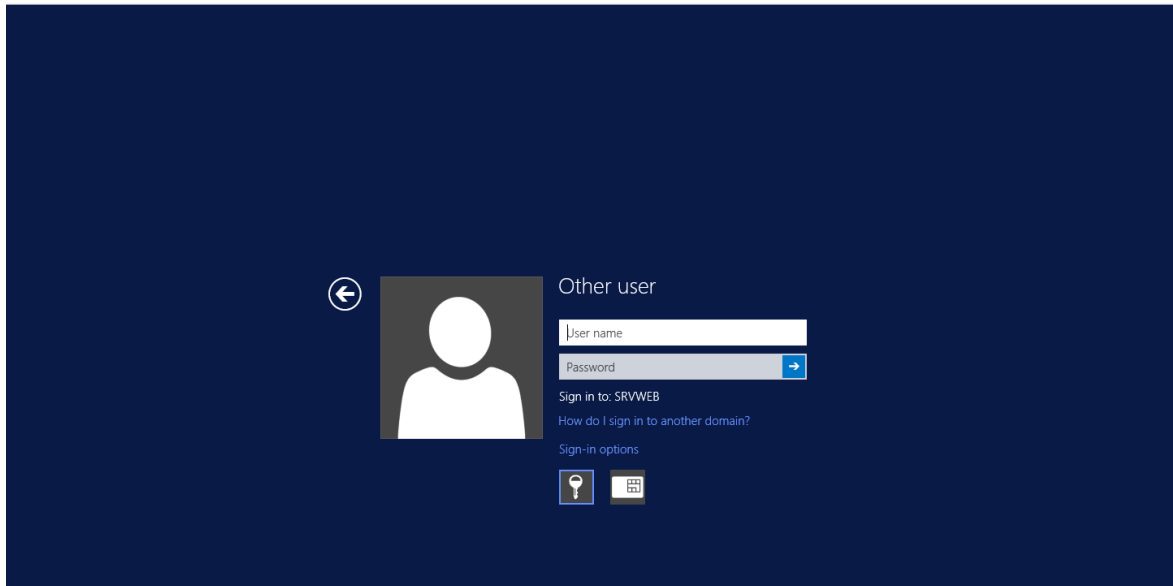 Other user
User name
Password
Sign in to: SRVWEB
How do I sign in to another domain?
Sign-in options